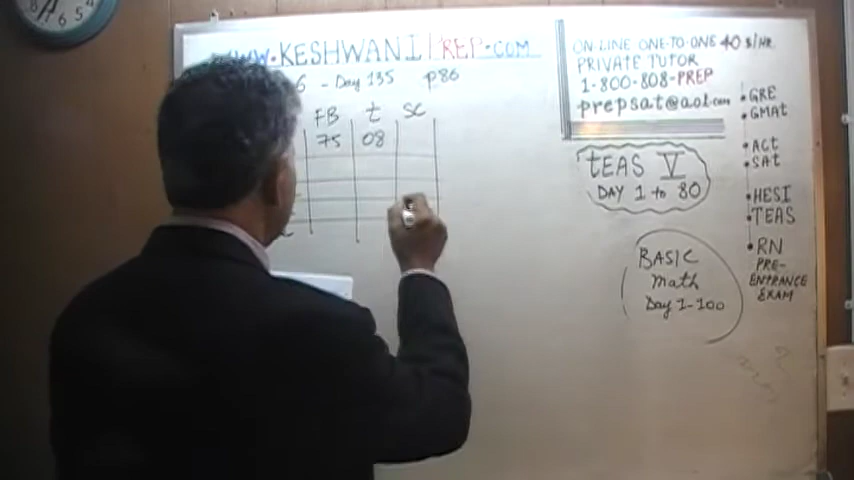 KESHWANIPREP.COM
6 - Day 135 p86
FB t SC
75 08
ON-LINE ONE-TO-ONE 40 $/HR
PRIVATE TUTOR
1-800-808-PREP
prepsat@aol.com
TEAS V
DAY 1 to 80
BASIC
Math
Day 1-100
• GRE
• GMAT
• ACT
• SAT
• HESI
• TEAS
• RN
PRE-
ENTRANCE
EXAM